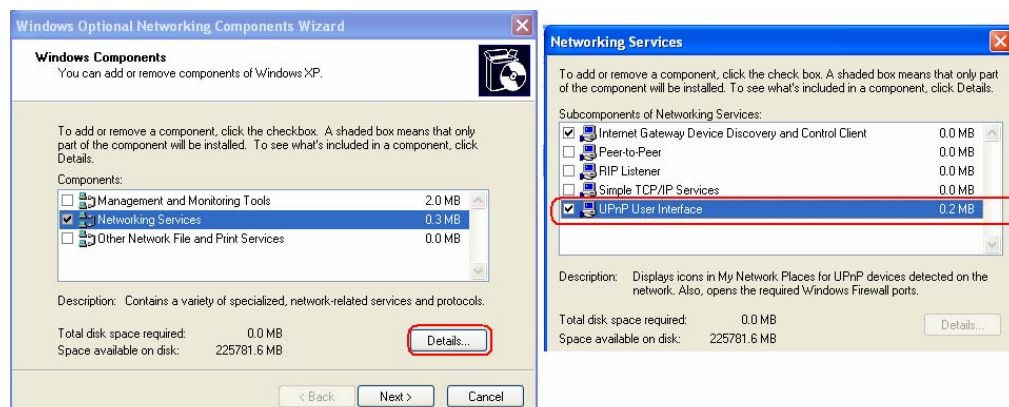 Windows Optional Networking Components Wizard
Windows Components
You can add or remove components of Windows XP.
To add or remove a component, click the checkbox. A shaded box means that only
part of the component will be installed. To see what's included in a component, click
Details.
Components:
Management and Monitoring Tools 2.0 MB
Networking Services 0.3 MB
Other Network File and Print Services 0.0 MB
Description: Contains a variety of specialized, network-related services and protocols.
Total disk space required: 0.0 MB
Space available on disk: 225781.6 MB
Details...
< Back Next > Cancel
Networking Services
To add or remove a component, click the check box. A shaded box means that only part
of the component will be installed. To see what's included in a component, click Details.
Subcomponents of Networking Services:
Internet Gateway Device Discovery and Control Client 0.0 MB
Peer-to-Peer 0.0 MB
RIP Listener 0.0 MB
Simple TCP/IP Services 0.0 MB
UPnP User Interface 0.2 MB
Description: Displays icons in My Network Places for UPnP devices detected on the
network. Also, opens the required Windows Firewall ports.
Total disk space required: 0.0 MB
Space available on disk: 225781.6 MB
Details...